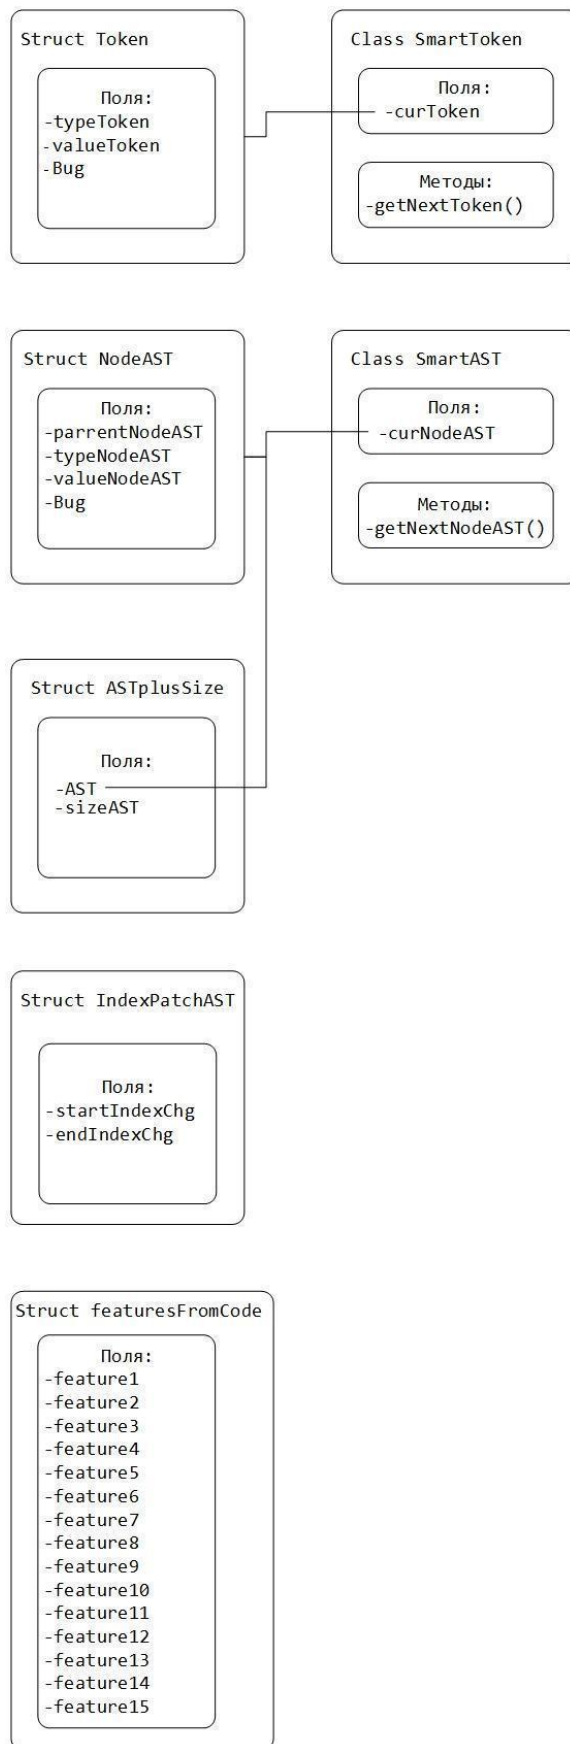 Struct Token
Поля:
-typeToken
-valueToken
-Bug
Class SmartToken
Поля:
-curToken
Методы:
-getNextToken()
Struct NodeAST
Поля:
-parrentNodeAST
-typeNodeAST
-valueNodeAST
-Bug
Class SmartAST
Поля:
-curNodeAST
Методы:
-getNextNodeAST()
Struct ASTplusSize
Поля:
-AST
-sizeAST
Struct IndexPatchAST
Поля:
-startIndexChg
-endIndexChg
Struct featuresFromCode
Поля:
-feature1
-feature2
-feature3
-feature4
-feature5
-feature6
-feature7
-feature8
-feature9
-feature10
-feature11
-feature12
-feature13
-feature14
-feature15